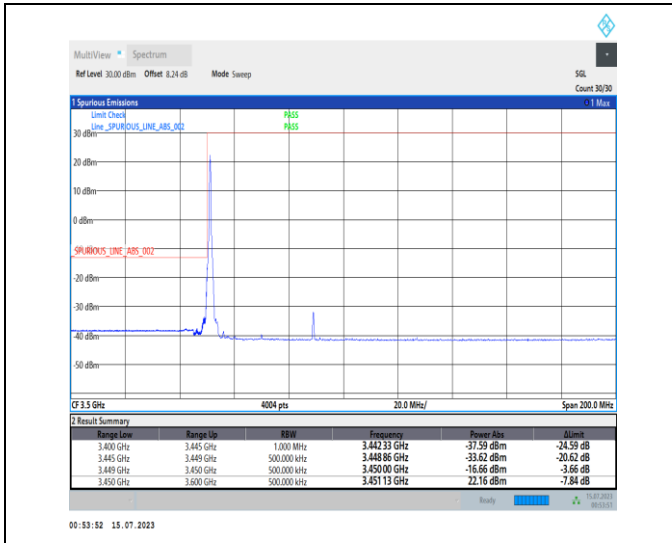 MultiView Spectrum
Ref Level 30.00 dBm Offset 8.24 dB Mode Sweep SGL
Count 30/30
1 Spurious Emissions 1 Max
Limit Check PASS
Line _SPURIOUS_LINE_ABS_002 PASS
30 dBm
20 dBm
10 dBm
0 dBm
_SPURIOUS_LINE_ABS_002
-20 dBm
-30 dBm
-40 dBm
-50 dBm
CF 3.5 GHz 4004 pts 20.0 MHz/ Span 200.0 MHz
2 Result Summary
Range Low Range Up RBW Frequency Power Abs ΔLimit
3.400 GHz 3.445 GHz 1.000 MHz 3.442 33 GHz -37.59 dBm -24.59 dB
3.445 GHz 3.449 GHz 500.000 kHz 3.448 86 GHz -33.62 dBm -20.62 dB
3.449 GHz 3.450 GHz 500.000 kHz 3.450 00 GHz -16.66 dBm -3.66 dB
3.450 GHz 3.600 GHz 500.000 kHz 3.451 13 GHz 22.16 dBm -7.84 dB
Ready 15.07.2023
00:53:51
00:53:52 15.07.2023